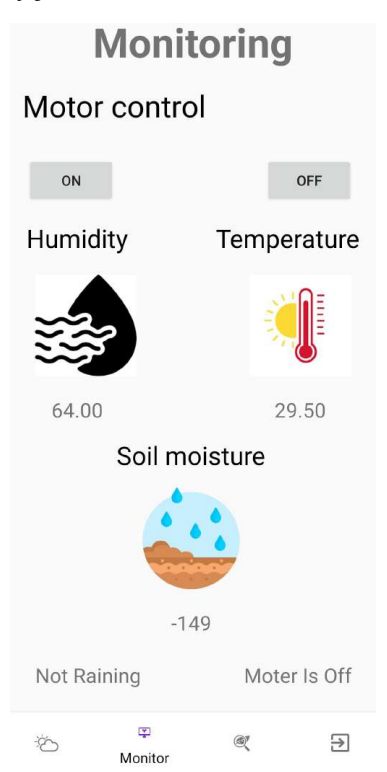 Monitoring
Motor control
ON OFF
Humidity Temperature
64.00 29.50
Soil moisture
-149
Not Raining Moter Is Off
Monitor